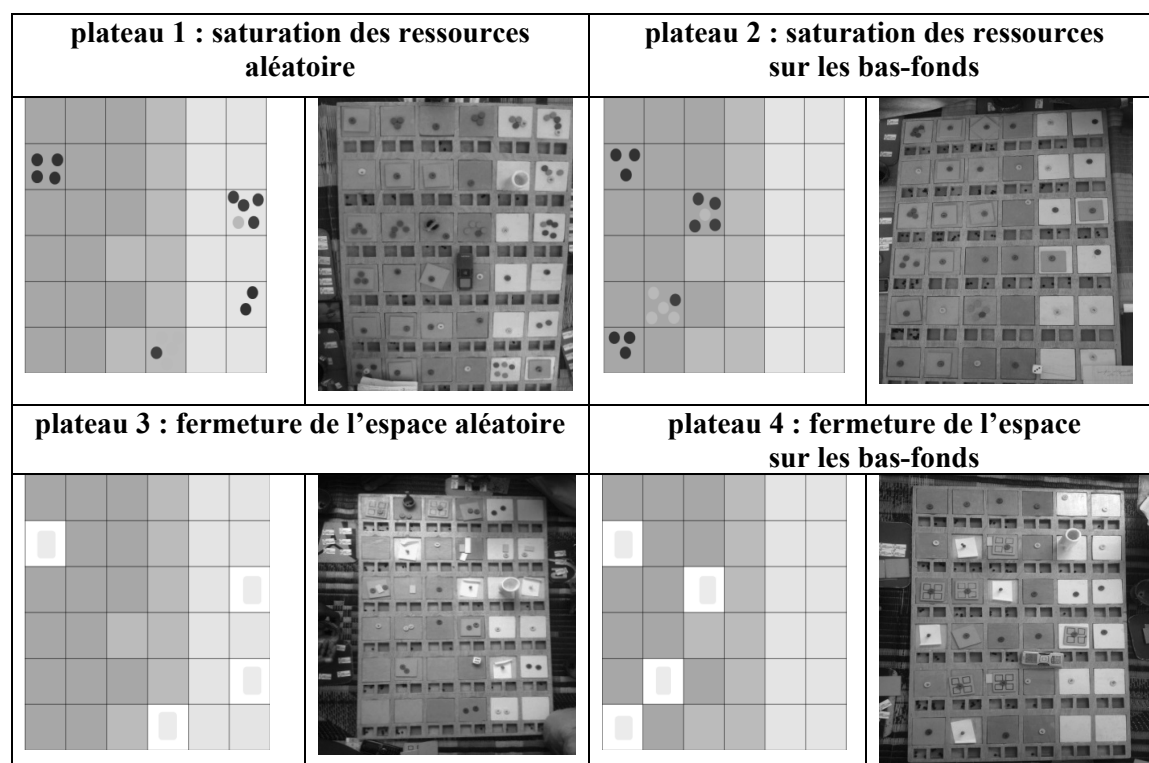 plateau 1 : saturation des ressources
aléatoire
plateau 2 : saturation des ressources
sur les bas-fonds
plateau 3 : fermeture de l’espace aléatoire
plateau 4 : fermeture de l’espace
sur les bas-fonds